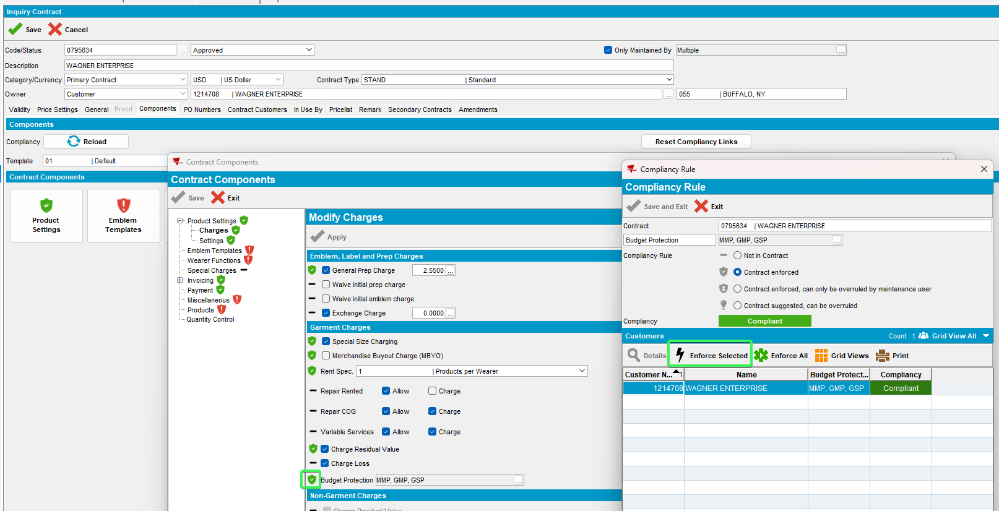 Inquiry Contract
Save Cancel
Code/Status 0795634 ... Approved Only Maintained By Multiple ...
Description WAGNER ENTERPRISE
Category/Currency Primary Contract USD | US Dollar Contract Type STAND | Standard
Owner Customer 1214708 | WAGNER ENTERPRISE ... 055 | BUFFALO, NY
Validity Price Settings General Brand Components PO Numbers Contract Customers In Use By Pricelist Remark Secondary Contracts Amendments
Components
Compliancy Reload Reset Compliancy Links
Template 01 | Default
Contract Components
Product Settings
Emblem Templates
Contract Components
Contract Components
Save Exit
Product Settings
Charges
Settings
Emblem Templates
Wearer Functions
Special Charges
Invoicing
Payment
Miscellaneous
Products
Quantity Control
Modify Charges
Apply
Emblem, Label and Prep Charges
General Prep Charge 2.5500 ...
Waive initial prep charge
Waive initial emblem charge
Exchange Charge 0.0000 ...
Garment Charges
Special Size Charging
Merchandise Buyout Charge (MBYO)
Rent Spec. 1 | Products per Wearer
Repair Rented Allow Charge
Repair COG Allow Charge
Variable Services Allow Charge
Charge Residual Value
Charge Loss
Budget Protection MMP, GMP, GSP ...
Non-Garment Charges
Charge Residual Value
Compliancy Rule
Compliancy Rule
Save and Exit Exit
Contract 0795634 | WAGNER ENTERPRISE
Budget Protection MMP, GMP, GSP ...
Compliancy Rule Not in Contract
Contract enforced
Contract enforced, can only be overruled by maintenance user
Contract suggested, can be overruled
Compliancy Compliant
Customers Count : 1 Grid View All
Details Enforce Selected Enforce All Grid Views Print
Customer N... 1 Name Budget Protect... Compliancy
1214708 WAGNER ENTERPRISE MMP, GMP, GSP Compliant